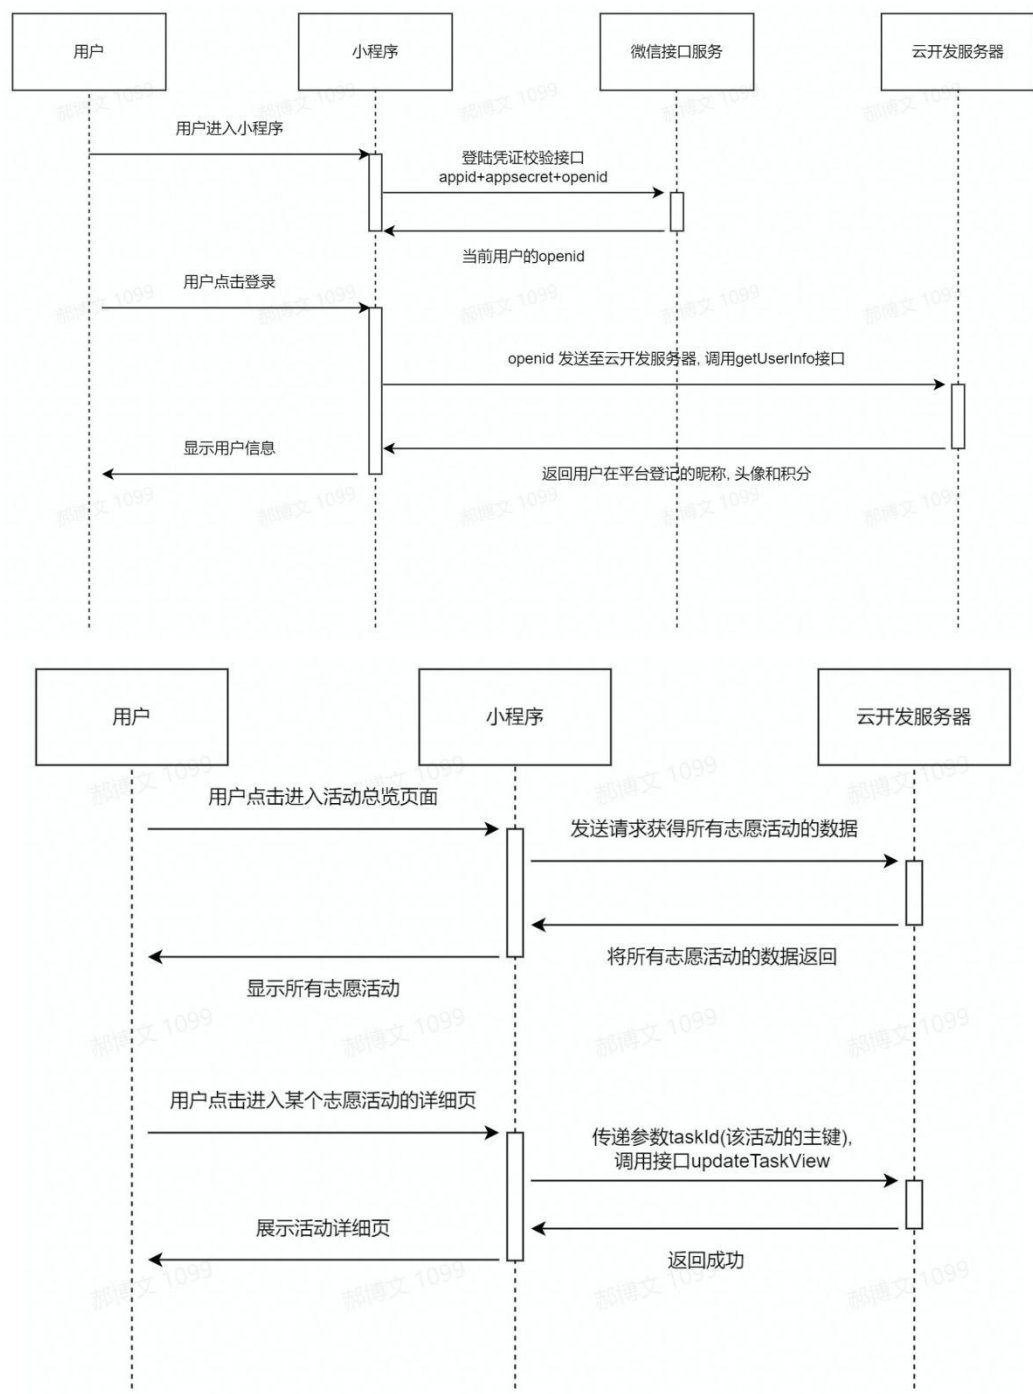 用户
小程序
微信接口服务
云开发服务器
用户进入小程序
登陆凭证校验接口
appid+appsecret+openid
当前用户的openid
用户点击登录
openid 发送至云开发服务器, 调用getUserInfo接口
显示用户信息
返回用户在平台登记的昵称, 头像和积分
用户
小程序
云开发服务器
用户点击进入活动总览页面
发送请求获得所有志愿活动的数据
将所有志愿活动的数据返回
显示所有志愿活动
用户点击进入某个志愿活动的详细页
传递参数taskId(该活动的主键),
调用接口updateTaskView
展示活动详细页
返回成功
郝博文 1099